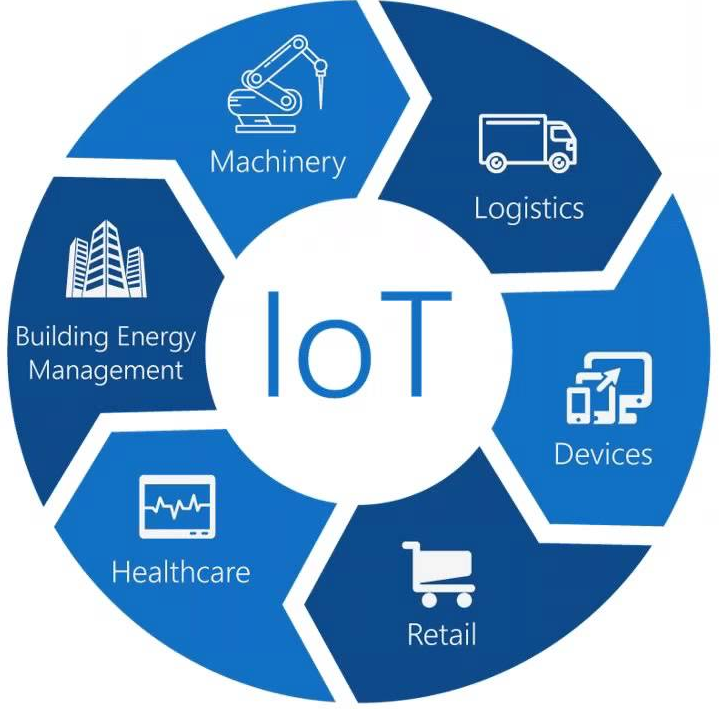 Machinery
Logistics
Building Energy
Management
IoT
Devices
Healthcare
Retail